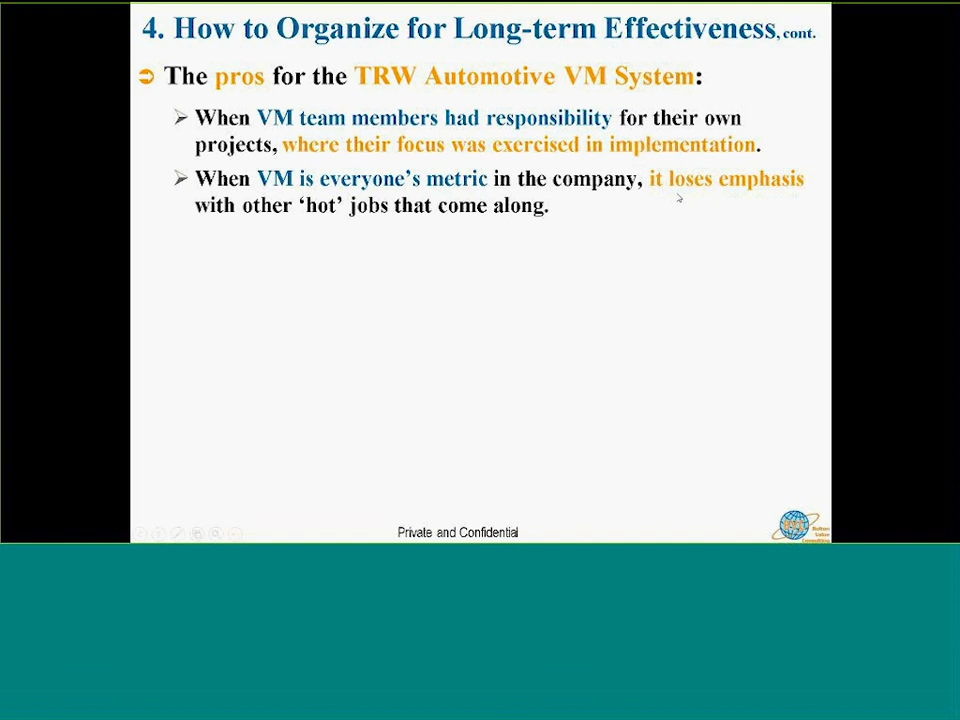 4. How to Organize for Long-term Effectiveness, cont.
The pros for the TRW Automotive VM System:
When VM team members had responsibility for their own
projects, where their focus was exercised in implementation.
When VM is everyone's metric in the company, it loses emphasis
with other ‘hot’ jobs that come along.
Private and Confidential